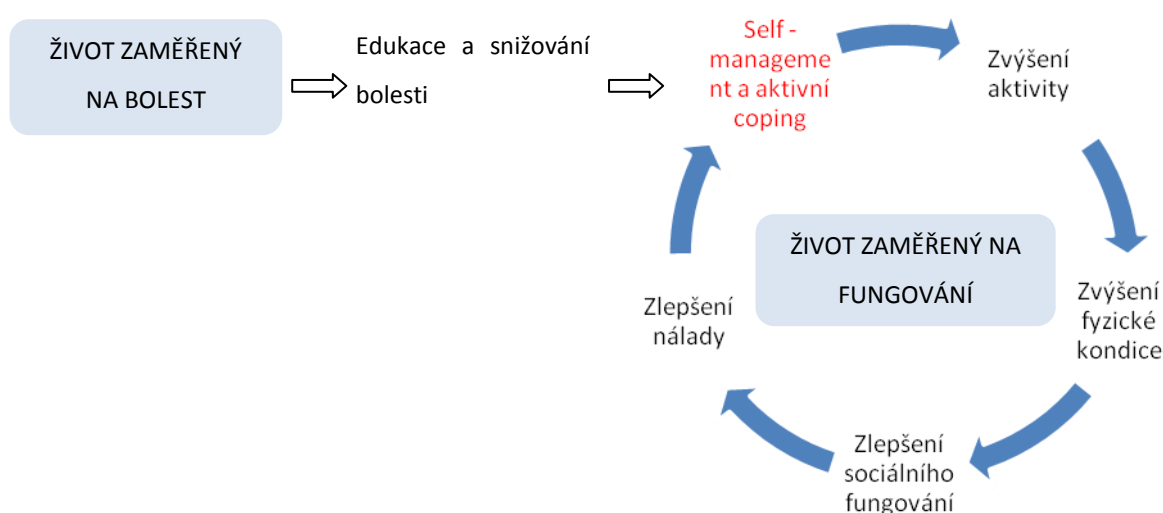 ŽIVOT ZAMĚŘENÝ
NA BOLEST
Edukace a snižování
bolesti
Self -
manageme
nt a aktivní
coping
Zvýšení
aktivity
Zvýšení
fyzické
kondice
Zlepšení
sociálního
fungování
Zlepšení
nálady
ŽIVOT ZAMĚŘENÝ NA
FUNGOVÁNÍ